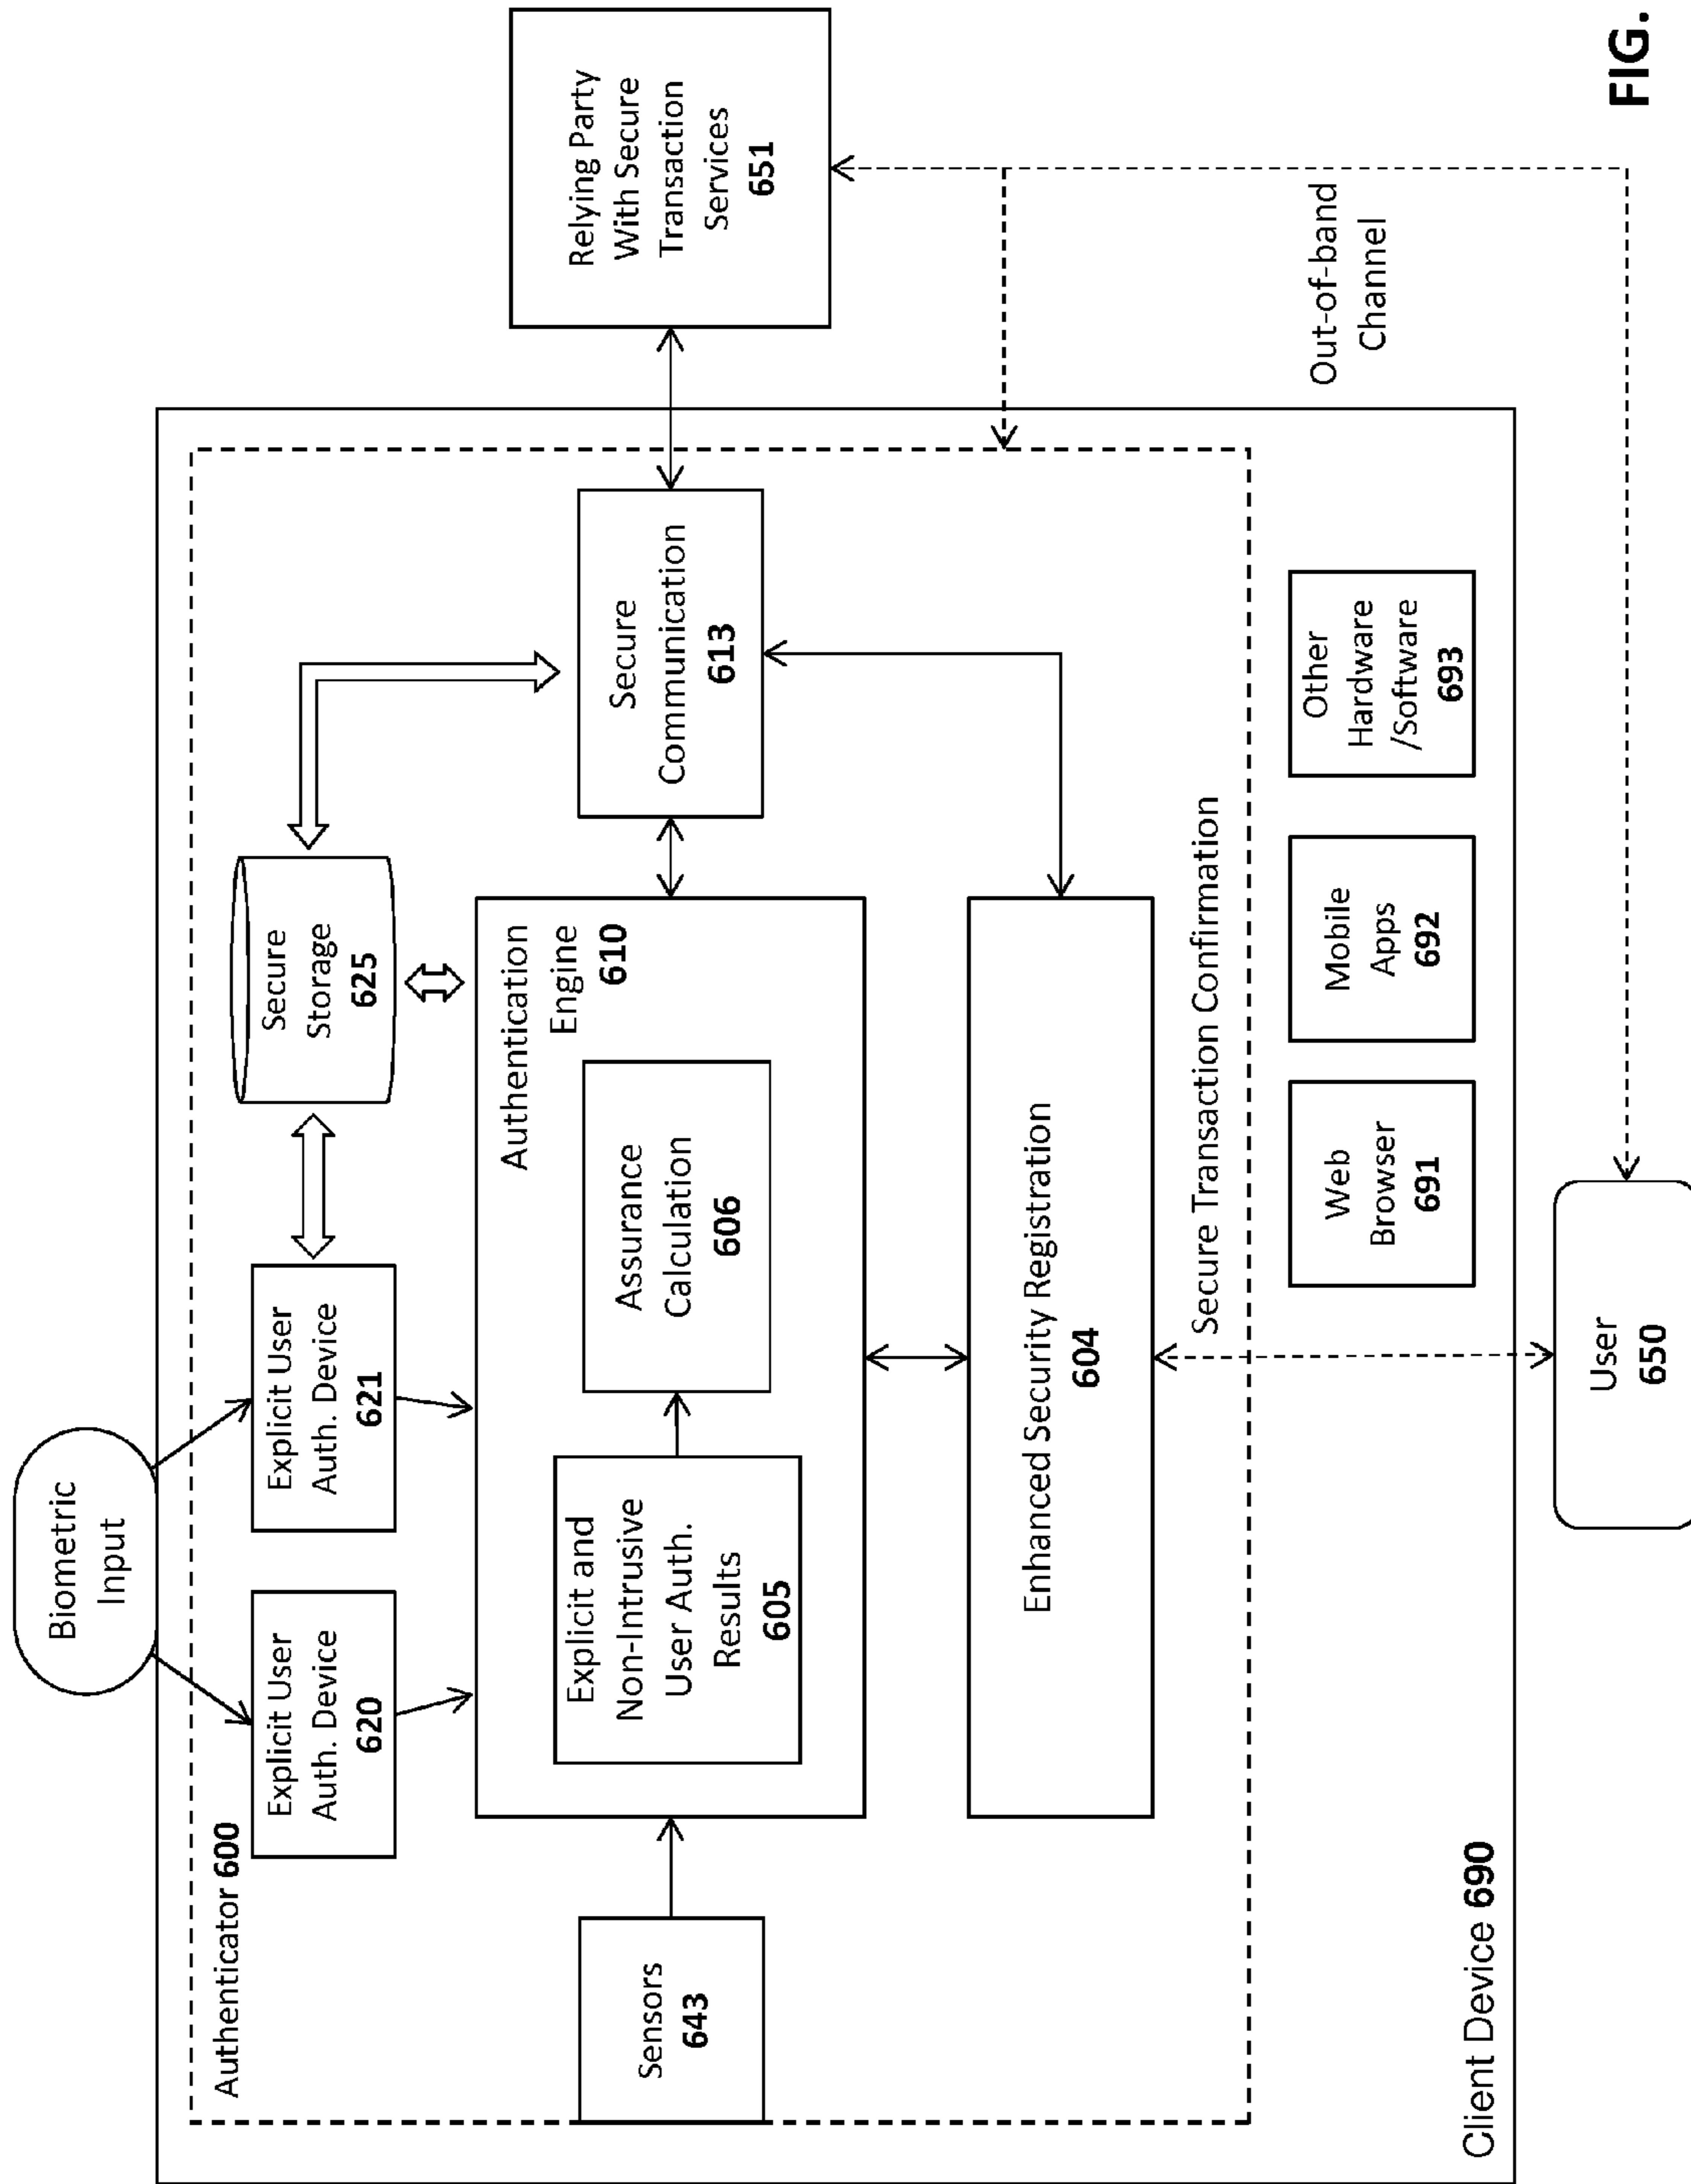 Biometric
Input
Authenticator 600
Explicit User
Auth. Device
620
Explicit User
Auth. Device
621
Secure
Storage
625
Sensors
643
Authentication
Engine
610
Explicit and
Non-Intrusive
User Auth.
Results
605
Assurance
Calculation
606
Secure
Communication
613
Relying Party
With Secure
Transaction
Services
651
Enhanced Security Registration
604
Secure Transaction Confirmation
Out-of-band
Channel
Web
Browser
691
Mobile
Apps
692
Other
Hardware
/Software
693
Client Device 690
User
650
FIG.